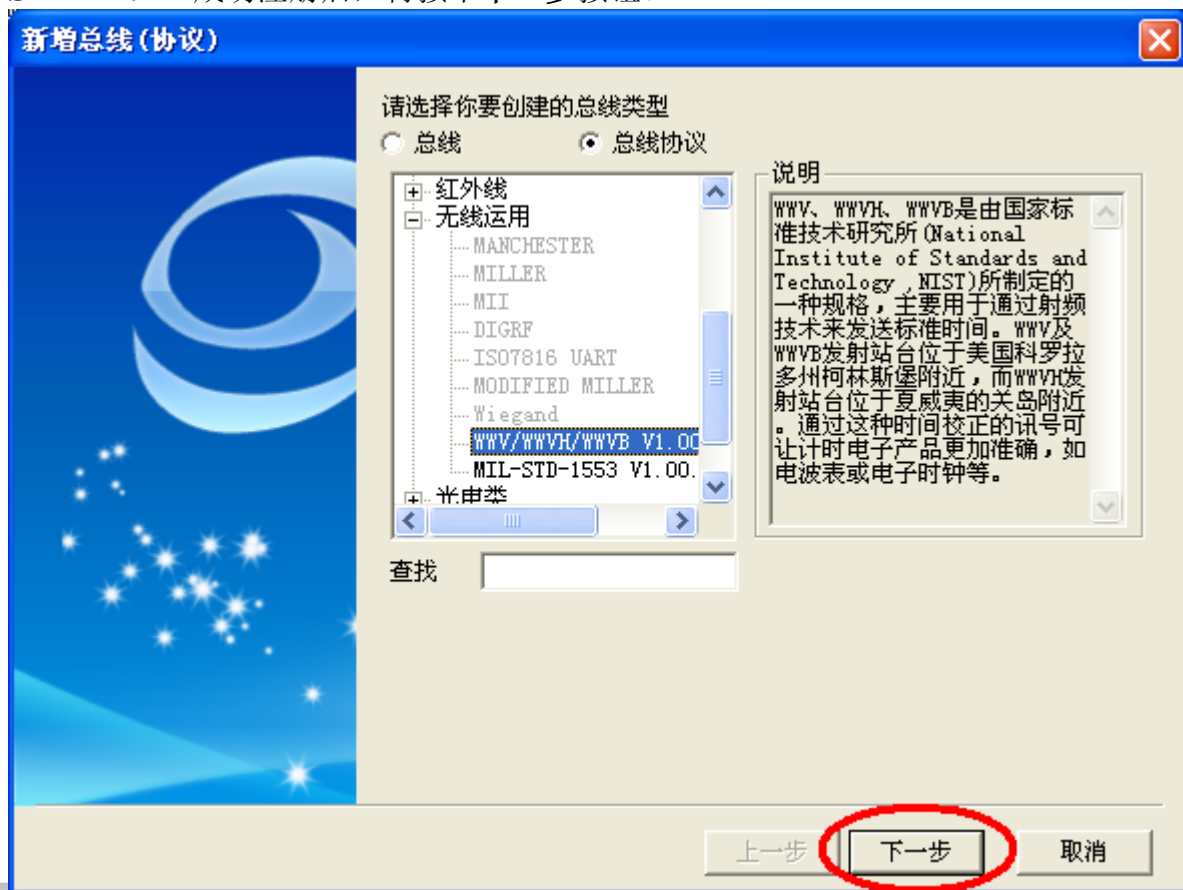 新增总线(协议)
请选择你要创建的总线类型
总线
总线协议
红外线
无线运用
MANCHESTER
MILLER
MII
DIGRF
ISO7816 UART
MODIFIED MILLER
Wiegand
WWV/WWVH/WWVB V1.00
MIL-STD-1553 V1.00.
光电类
说明
WWV、WWVH、WWVB是由国家标
准技术研究所(National
Institute of Standards and
Technology ,NIST)所制定的
一种规格，主要用于通过射频
技术来发送标准时间。WWV及
WWVB发射站台位于美国科罗拉
多州柯林斯堡附近，而WWVH发
射站台位于夏威夷的关岛附近
。通过这种时间校正的讯号可
让计时电子产品更加准确，如
电波表或电子时钟等。
查找
上一步
下一步
取消